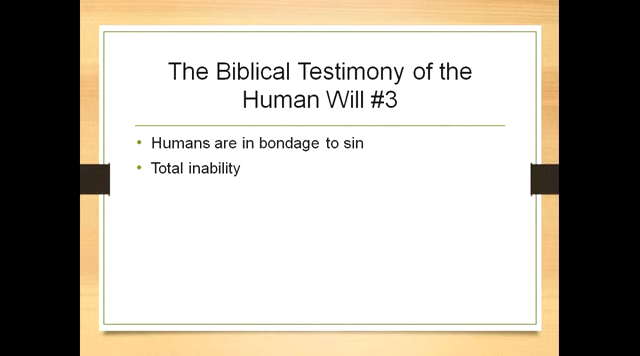 The Biblical Testimony of the
Human Will #3
• Humans are in bondage to sin
• Total inability